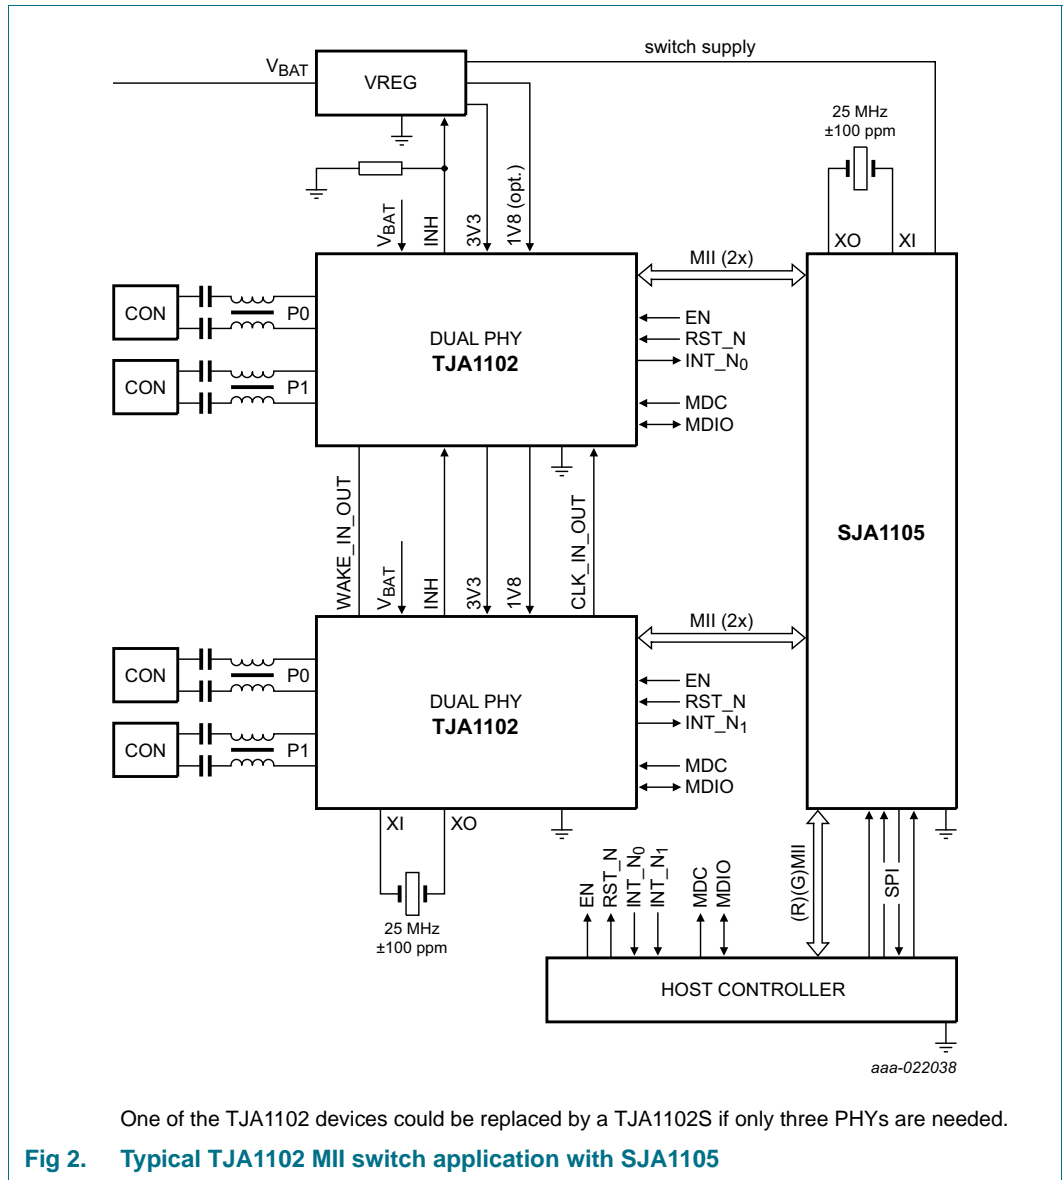 switch supply
VBAT
VREG
25 MHz
±100 ppm
VBAT
INH
3V3
1V8 (opt.)
XO
XI
MII (2x)
CON
P0
CON
P1
DUAL PHY
TJA1102
EN
RST_N
INT_N0
MDC
MDIO
SJA1105
WAKE_IN_OUT
VBAT
INH
3V3
1V8
CLK_IN_OUT
MII (2x)
CON
P0
CON
P1
DUAL PHY
TJA1102
EN
RST_N
INT_N1
MDC
MDIO
XI
XO
25 MHz
±100 ppm
EN
RST_N
INT_N0
INT_N1
MDC
MDIO
(R)(G)MII
SPI
HOST CONTROLLER
aaa-022038
One of the TJA1102 devices could be replaced by a TJA1102S if only three PHYs are needed.
Fig 2. Typical TJA1102 MII switch application with SJA1105